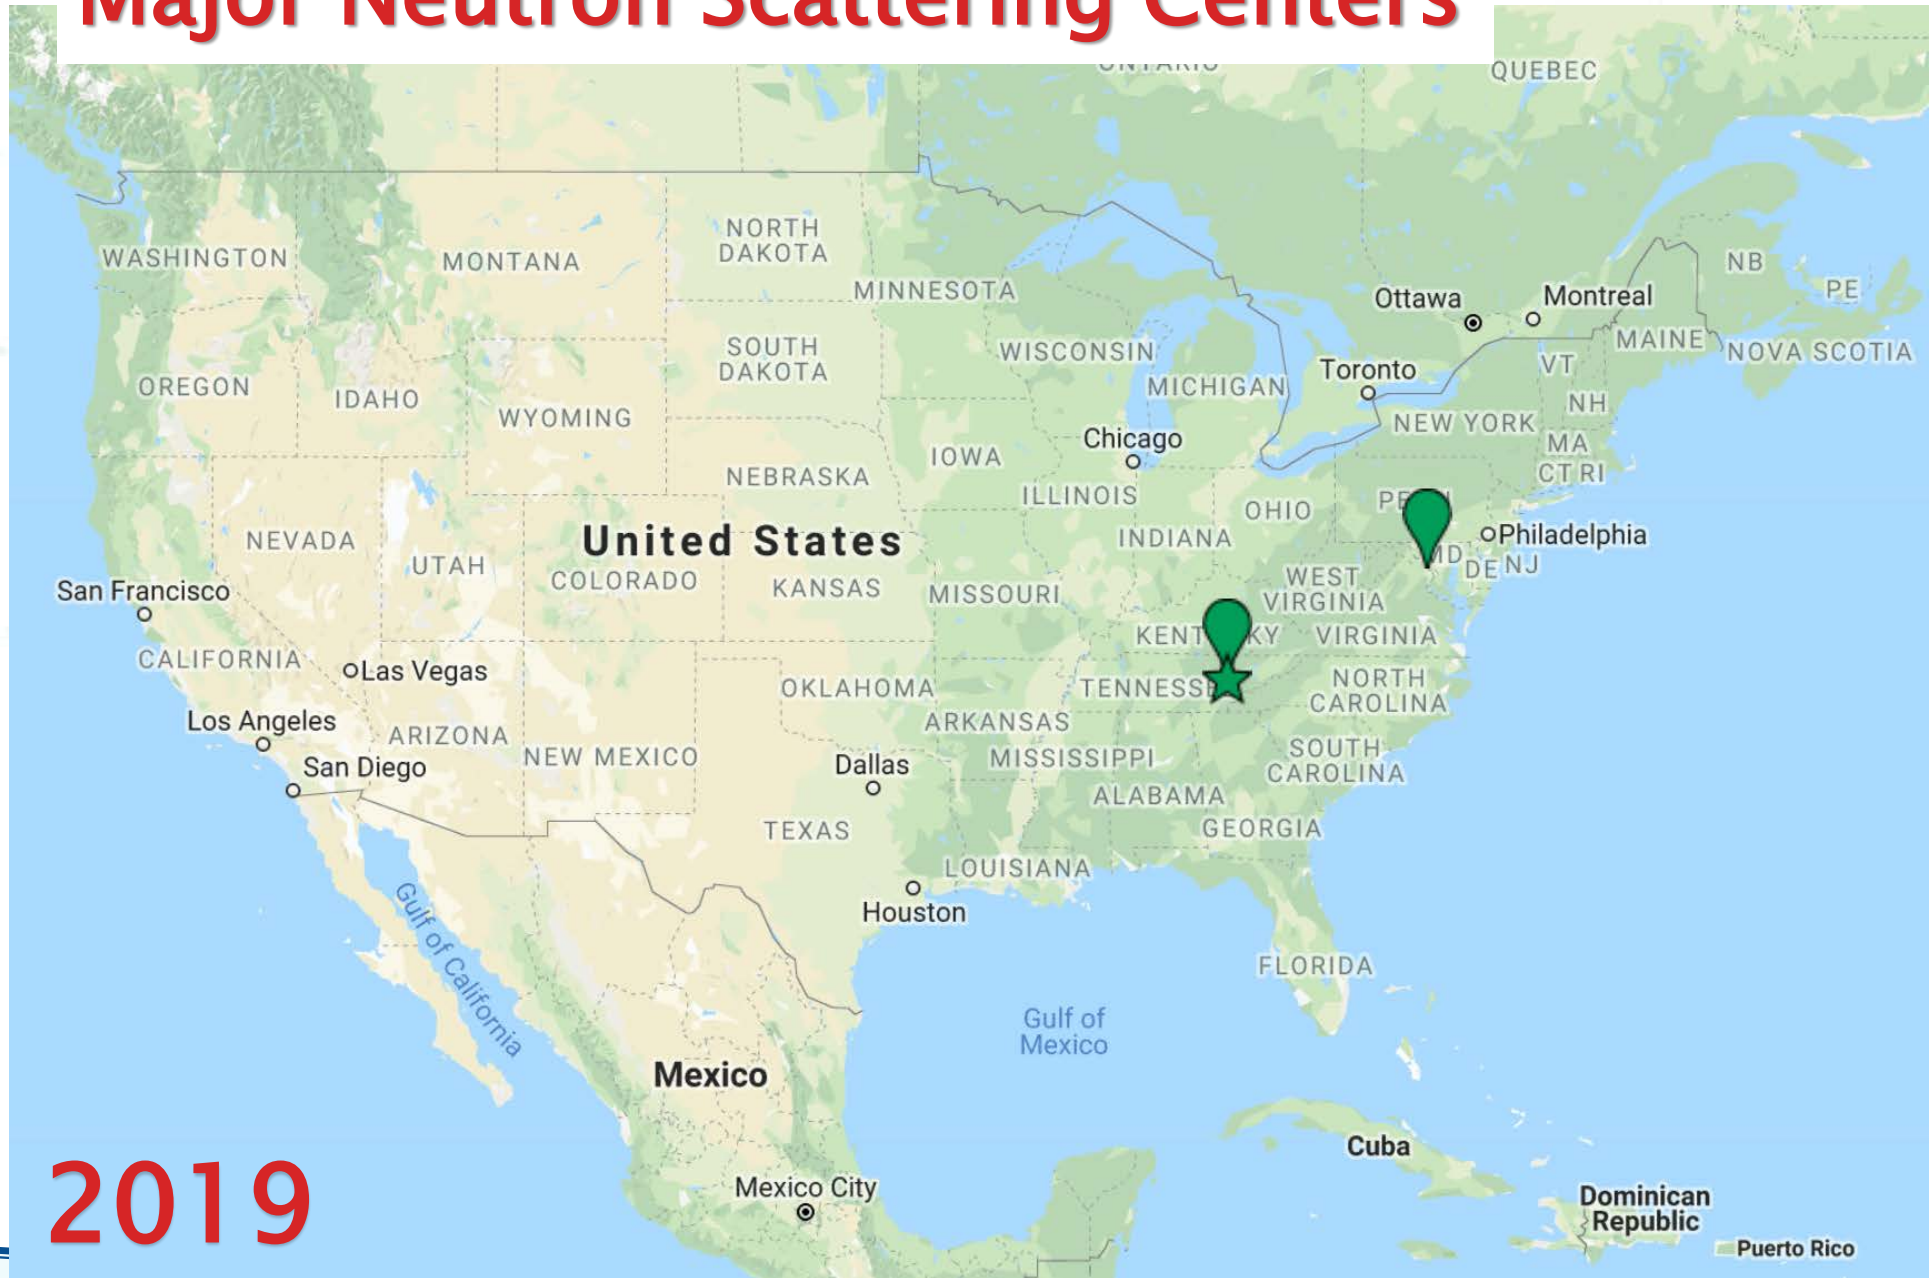 Major Neutron Scattering Centers
ONTARIO
QUEBEC
NORTH
DAKOTA
WASHINGTON
MONTANA
NB
MINNESOTA
PE
Ottawa
Montreal
MAINE
SOUTH
DAKOTA
WISCONSIN
NOVA SCOTIA
VT
Toronto
OREGON
IDAHO
MICHIGAN
NH
WYOMING
NEW YORK
Chicago
MA
IOWA
CT RI
NEBRASKA
ILLINOIS
OHIO
United States
NEVADA
INDIANA
Philadelphia
MD
UTAH
DE NJ
COLORADO
KANSAS
MISSOURI
WEST
VIRGINIA
San Francisco
KENTUCKY
VIRGINIA
CALIFORNIA
Las Vegas
OKLAHOMA
TENNESSE
NORTH
CAROLINA
Los Angeles
ARIZONA
ARKANSAS
NEW MEXICO
MISSISSIPPI
SOUTH
CAROLINA
San Diego
Dallas
ALABAMA
TEXAS
GEORGIA
LOUISIANA
Houston
Gulf of California
FLORIDA
Gulf of
Mexico
Mexico
Cuba
2019
Mexico City
Dominican
Republic
Puerto Rico